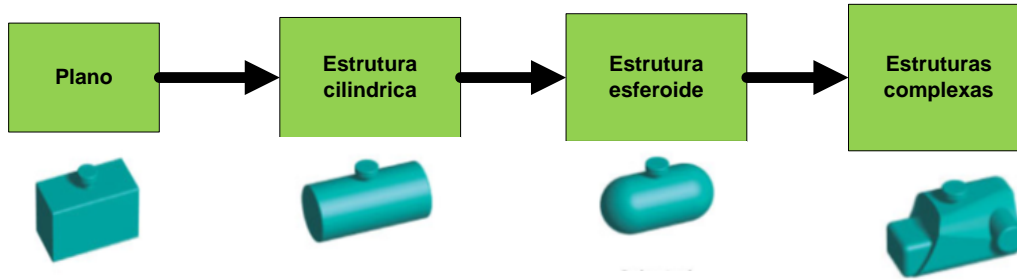 Plano
Estrutura
cilindrica
Estrutura
esferoide
Estruturas
complexas